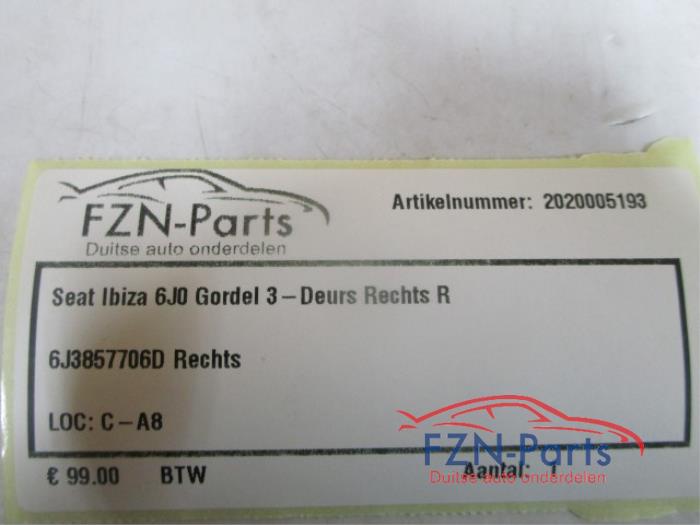 FZN-Parts
Duitse auto onderdelen
Artikelnummer: 2020005193
Seat Ibiza 6J0 Gordel 3-Deurs Rechts R
6J3857706D Rechts
LOC: C-A8
€ 99.00 BTW Aantal: 1
FZN-Parts
Duitse auto onderdelen